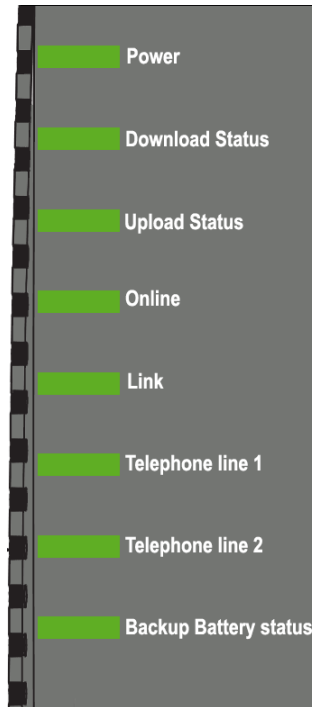 Power
Download Status
Upload Status
Online
Link
Telephone line 1
Telephone line 2
Backup Battery status